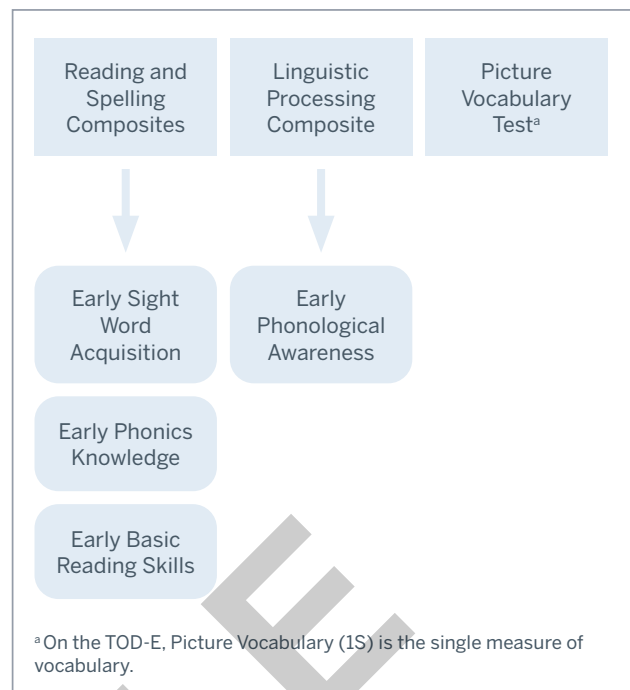 Reading and
Spelling
Composites
Linguistic
Processing
Composite
Picture
Vocabulary
Testᵃ
Early Sight
Word
Acquisition
Early
Phonological
Awareness
Early Phonics
Knowledge
Early Basic
Reading Skills
ᵃ On the TOD-E, Picture Vocabulary (1S) is the single measure of
vocabulary.